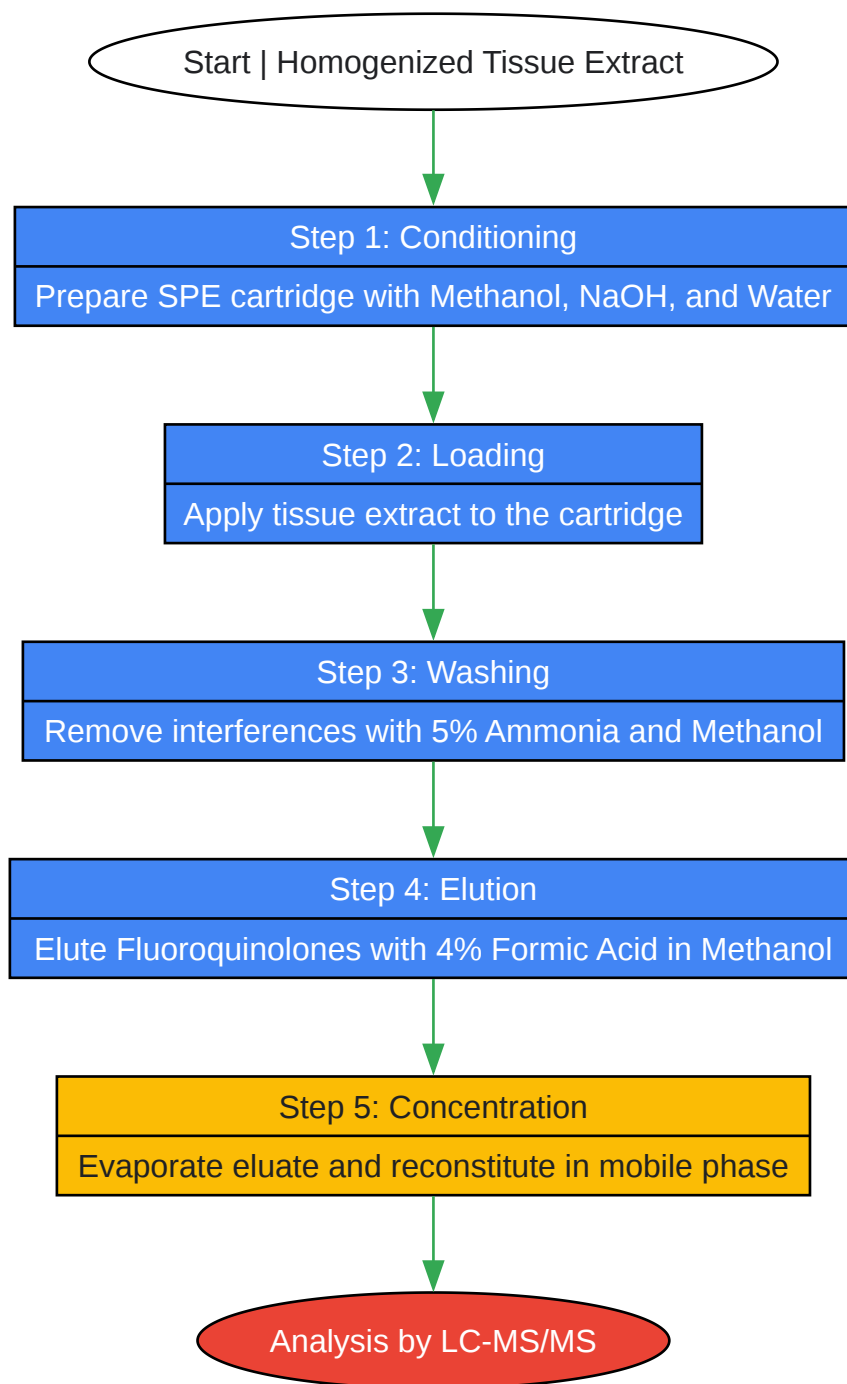 Start | Homogenized Tissue Extract
Step 1: Conditioning
Prepare SPE cartridge with Methanol, NaOH, and Water
Step 2: Loading
Apply tissue extract to the cartridge
Step 3: Washing
Remove interferences with 5% Ammonia and Methanol
Step 4: Elution
Elute Fluoroquinolones with 4% Formic Acid in Methanol
Step 5: Concentration
Evaporate eluate and reconstitute in mobile phase
Analysis by LC-MS/MS